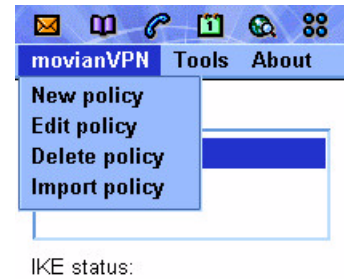 movianVPN Tools About
New policy
Edit policy
Delete policy
Import policy
IKE status: